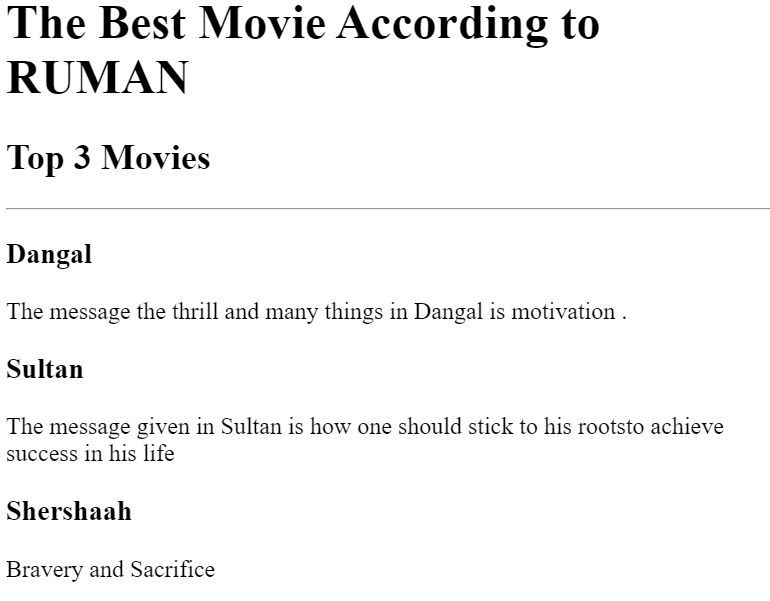 The Best Movie According to
RUMAN
Top 3 Movies
Dangal
The message the thrill and many things in Dangal is motivation .
Sultan
The message given in Sultan is how one should stick to his rootsto achieve
success in his life
Shershaah
Bravery and Sacrifice